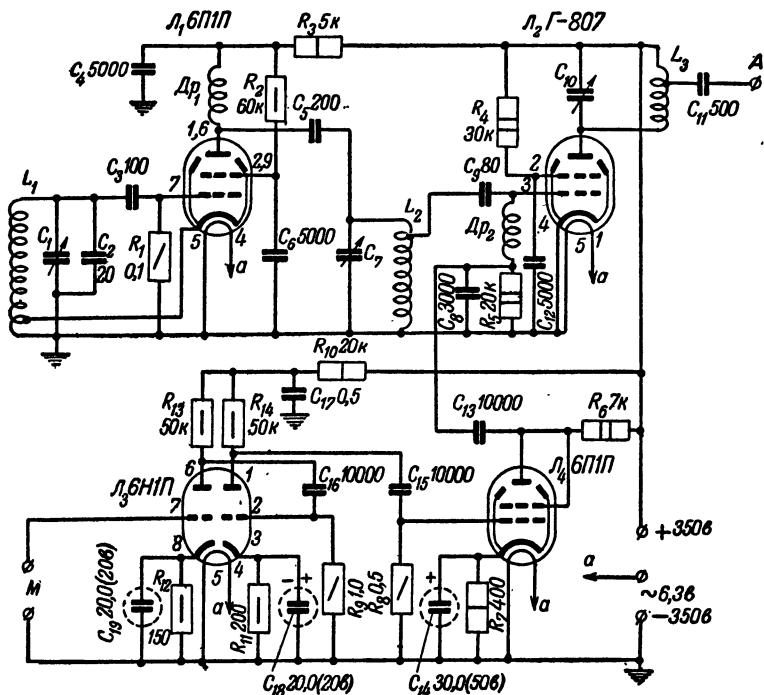 Л₁ 6П1П
R₃ 5к
Л₂ Г-807
C₄ 5000
Др₁
R₂
60к
C₅ 200
C₁₀
L₃
A
C₁₁ 500
R₄
30к
1,6
2,9
C₃ 100
7
L₁
C₁
C₂
20
R₁
0,1
5
4
а
C₆ 5000
C₇
L₂
C₉ 80
2
3
4
5
1
а
Др₂
C₈ 3000
R₅ 20к
C₁₂ 5000
R₁₀ 20к
R₁₃
50к
R₁₄
50к
C₁₇ 0,5
C₁₃ 10000
R₆ 7к
Л₃ 6Н1П
6
1
7
2
8
3
5
4
а
C₁₆ 10000
C₁₅ 10000
Л₄ 6П1П
а
+350в
а
~6,3в
−350в
М
C₁₉ 20,0(20в)
R₁₂
150
R₁₁ 200
− +
R₉ 1,0
R₈ 0,5
+
R₇ 400
C₁₈ 20,0(20в)
C₁₄ 30,0(50в)